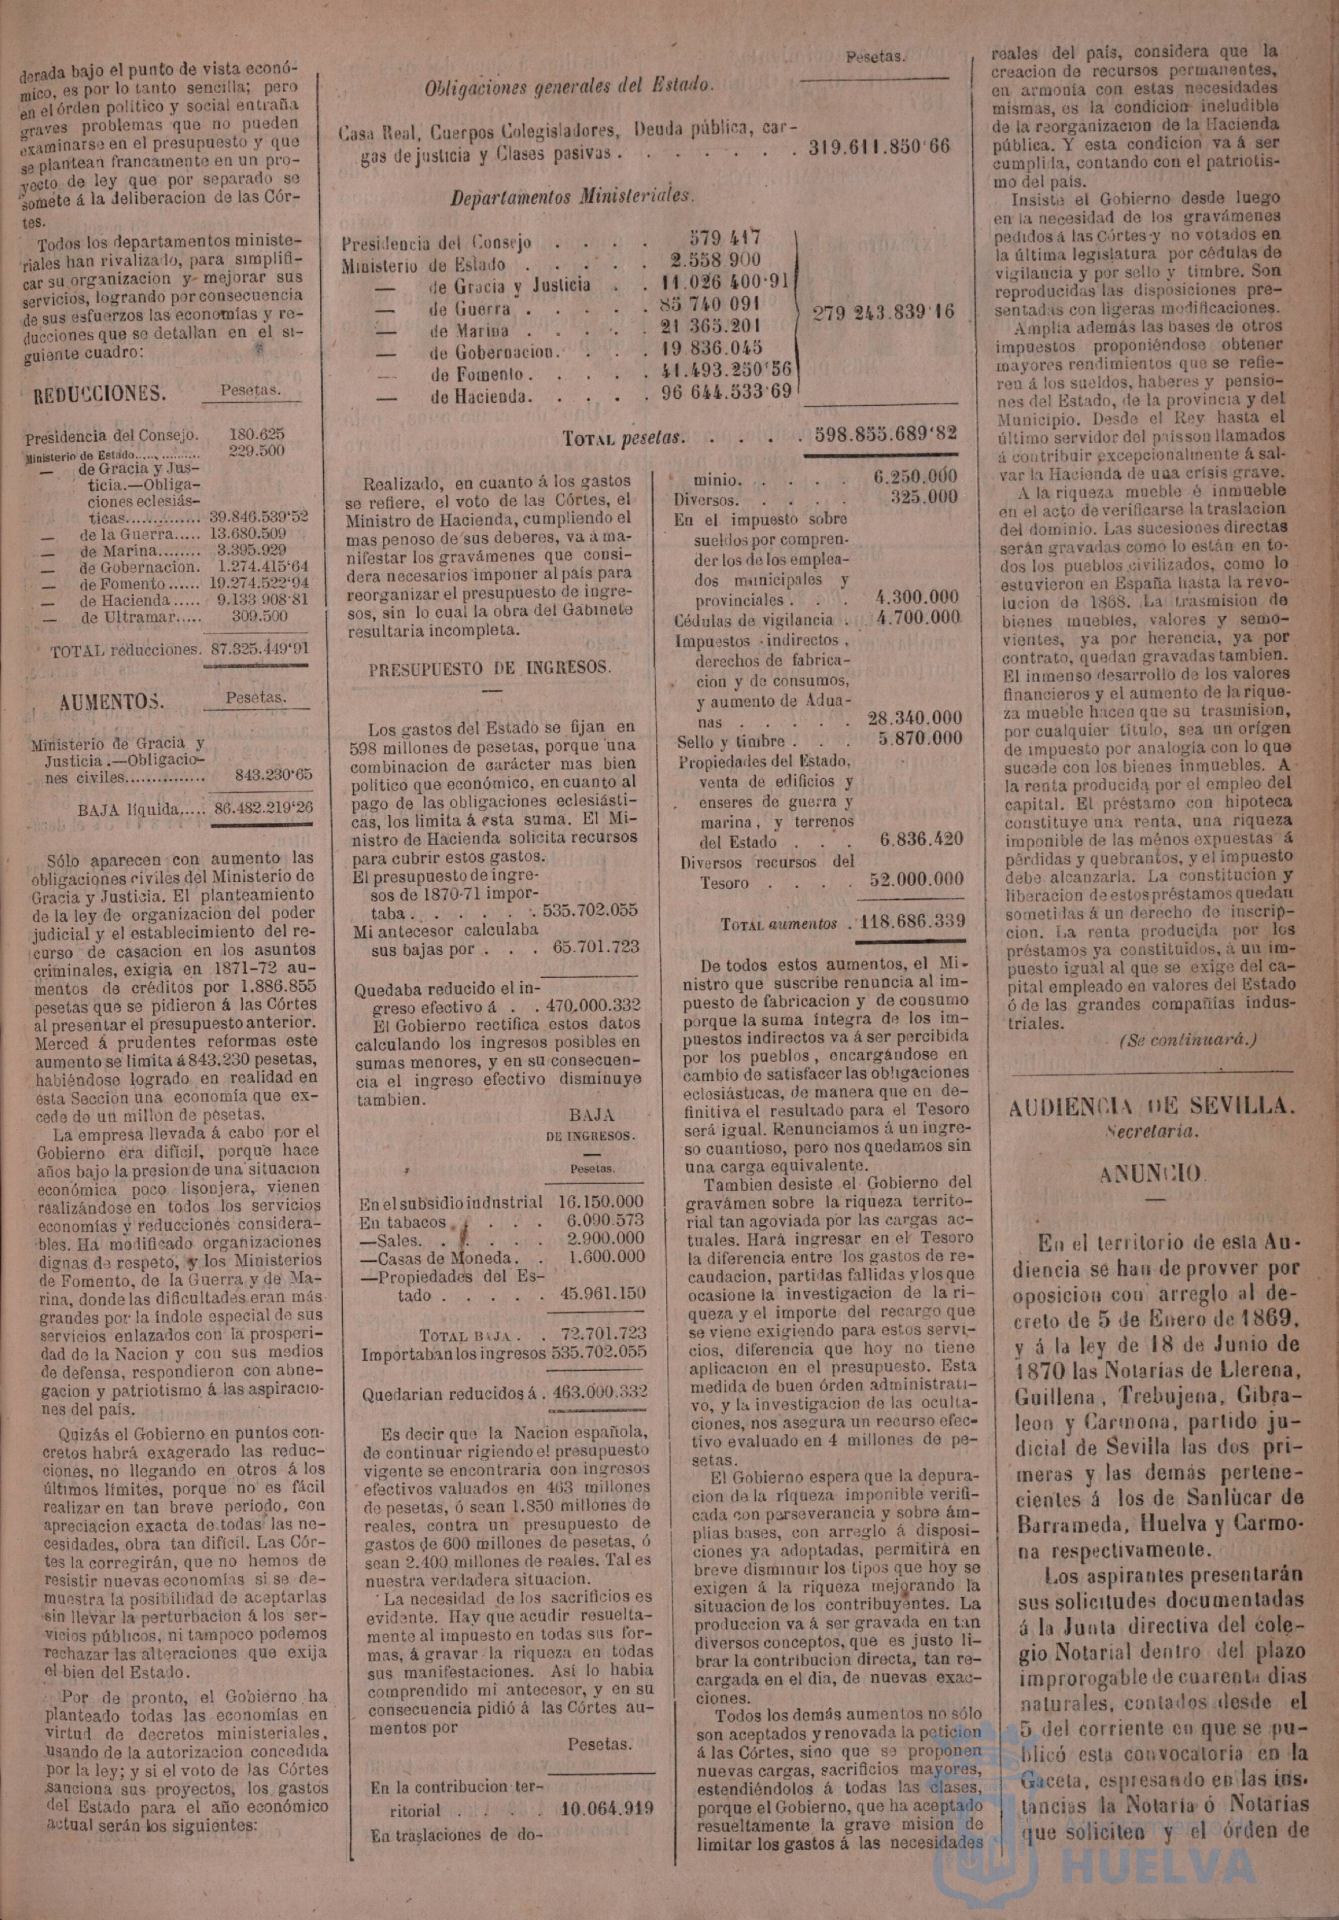 derada bajo el punto de vista econó-
mico, es por lo tanto sencilla; pero
en el órden político y social entraña
graves problemas que no pueden
examinarse en el presupuesto y que
se plantean francamente en un pro-
yecto de ley que por separado se
somete á la deliberacion de las Cór-
tes.
Todos los departamentos ministe-
riales han rivalizado, para simplifi-
car su organizacion y mejorar sus
servicios, logrando por consecuencia
de sus esfuerzos las economías y re-
ducciones que se detallan en el si-
guiente cuadro:
REDUCCIONES. Pesetas.
Presidencia del Consejo. 180.625
Ministerio de Estado............ 229.500
— de Gracia y Jus-
ticia.—Obliga-
ciones eclesiás-
ticas............ 39.846.539‘52
— de la Guerra..... 13.680.509
— de Marina........ 3.395.929
— de Gobernacion. 1.274.415‘64
— de Fomento...... 19.274.522‘94
— de Hacienda..... 9.133 908‘81
— de Ultramar..... 309.500
TOTAL reducciones. 87.325.449‘91
AUMENTOS. Pesetas.
Ministerio de Gracia y
Justicia.—Obligacio-
nes civiles............... 843.230‘65
BAJA líquida..... 86.482.219‘26
Sólo aparecen con aumento las
obligaciones civiles del Ministerio de
Gracia y Justicia. El planteamiento
de la ley de organizacion del poder
judicial y el establecimiento del re-
curso de casacion en los asuntos
criminales, exigia en 1871-72 au-
mentos de créditos por 1.886.855
pesetas que se pidieron á las Córtes
al presentar el presupuesto anterior.
Merced á prudentes reformas este
aumento se limita á 843.230 pesetas,
habiéndose logrado en realidad en
ésta Seccion una economía que ex-
cede de un millon de pesetas.
La empresa llevada á cabo por el
Gobierno era difícil, porque hace
años bajo la presion de una situacion
económica poco lisonjera, vienen
realizándose en todos los servicios
economías y reducciones considera-
bles. Ha modificado organizaciones
dignas de respeto, y los Ministerios
de Fomento, de la Guerra y de Ma-
rina, donde las dificultades eran más
grandes por la índole especial de sus
servicios enlazados con la prosperi-
dad de la Nacion y con sus medios
de defensa, respondieron con abne-
gacion y patriotismo á las aspiracio-
nes del pais.
Quizás el Gobierno en puntos con-
cretos habrá exagerado las reduc-
ciones, no llegando en otros á los
últimos límites, porque no es fácil
realizar en tan breve período, con
apreciacion exacta de todas las ne-
cesidades, obra tan dificil. Las Cór-
tes la corregirán, que no hemos de
resistir nuevas economías si se de-
muestra la posibilidad de aceptarlas
sin llevar la perturbacion á los ser-
vicios públicos, ni tampoco podemos
rechazar las alteraciones que exija
el bien del Estado.
Por de pronto, el Gobierno ha
planteado todas las economías en
virtud de decretos ministeriales,
usando de la autorizacion concedida
por la ley; y si el voto de las Córtes
sanciona sus proyectos, los gastos
del Estado para el año económico
actual serán los siguientes:
Pesetas.
Obligaciones generales del Estado.
Casa Real, Cuerpos Colegisladores, Deuda pública, car-
gas de justicia y Clases pasivas. . . . . . . . 319.611.850‘66
Departamentos Ministeriales.
Presidencia del Consejo . . . . 579 417
Ministerio de Estado . . . . . 2.558 900
— de Gracia y Justicia . . 11.026 400‘91
— de Guerra . . . . . 85 740 091
— de Marina . . . . . 21 365.201
— de Gobernacion. . . . 19.836.045
— de Fomento . . . . . 41.493.250‘56
— de Hacienda. . . . . 96 644.533‘69
279 243.839‘16
TOTAL pesetas. . . . . 598.855.689‘82
Realizado, en cuanto á los gastos
se refiere, el voto de las Córtes, el
Ministro de Hacienda, cumpliendo el
mas penoso de sus deberes, va á ma-
nifestar los gravámenes que consi-
dera necesarios imponer al país para
reorganizar el presupuesto de ingre-
sos, sin lo cual la obra del Gabinete
resultaria incompleta.
PRESUPUESTO DE INGRESOS.
Los gastos del Estado se fijan en
598 millones de pesetas, porque una
combinacion de carácter mas bien
político que económico, en cuanto al
pago de las obligaciones eclesiásti-
cas, los limita á esta suma. El Mi-
nistro de Hacienda solicita recursos
para cubrir estos gastos.
El presupuesto de ingre-
sos de 1870-71 impor-
taba . . . . . . . 535.702.055
Mi antecesor calculaba
sus bajas por . . . 65.701.723
Quedaba reducido el in-
greso efectivo á . . 470.000.332
El Gobierno rectifica estos datos
calculando los ingresos posibles en
sumas menores, y en su consecuen-
cia el ingreso efectivo disminuye
tambien.
BAJA
DE INGRESOS.
—
Pesetas.
En el subsidio industrial 16.150.000
En tabacos. . . . . 6.090.573
—Sales. . . . . . 2.900.000
—Casas de Moneda. . 1.600.000
—Propiedades del Es-
tado . . . . . 45.961.150
TOTAL BAJA. . 72.701.723
Importaban los ingresos 535.702.055
Quedarian reducidos á . 463.000.332
Es decir que la Nacion española,
de continuar rigiendo el presupuesto
vigente se encontraria con ingresos
efectivos valuados en 463 millones
de pesetas, ó sean 1.850 millones de
reales, contra un presupuesto de
gastos de 600 millones de pesetas, ó
sean 2.400 millones de reales. Tal es
nuestra verdadera situacion.
La necesidad de los sacrificios es
evidente. Hay que acudir resuelta-
mente al impuesto en todas sus for-
mas, á gravar la riqueza en todas
sus manifestaciones. Así lo habia
comprendido mi antecesor, y en su
consecuencia pidió á las Córtes au-
mentos por
Pesetas.
En la contribucion ter-
ritorial . . . . . 10.064.919
En traslaciones de do-
minio. . . . . . 6.250.000
Diversos. . . . . 325.000
En el impuesto sobre
sueldos por compren-
der los de los emplea-
dos municipales y
provinciales . . . 4.300.000
Cédulas de vigilancia . 4.700.000
Impuestos indirectos,
derechos de fabrica-
cion y de consumos,
y aumento de Adua-
nas . . . . . . 28.340.000
Sello y timbre . . . 5.870.000
Propiedades del Estado,
venta de edificios y
enseres de guerra y
marina, y terrenos
del Estado . . . 6.836.420
Diversos recursos del
Tesoro . . . . . 52.000.000
TOTAL aumentos . 118.686.339
De todos estos aumentos, el Mi-
nistro que suscribe renuncia al im-
puesto de fabricacion y de consumo
porque la suma íntegra de los im-
puestos indirectos va á ser percibida
por los pueblos, encargándose en
cambio de satisfacer las obligaciones
eclesiásticas, de manera que en de-
finitiva el resultado para el Tesoro
será igual. Renunciamos á un ingre-
so cuantioso, pero nos quedamos sin
una carga equivalente.
Tambien desiste el Gobierno del
gravámen sobre la riqueza territo-
rial tan agoviada por las cargas ac-
tuales. Hará ingresar en el Tesoro
la diferencia entre los gastos de re-
caudacion, partidas fallidas y los que
ocasione la investigacion de la ri-
queza y el importe del recargo que
se viene exigiendo para estos servi-
cios, diferencia que hoy no tiene
aplicacion en el presupuesto. Esta
medida de buen órden administrati-
vo, y la investigacion de las oculta-
ciones, nos asegura un recurso efec-
tivo evaluado en 4 millones de pe-
setas.
El Gobierno espera que la depura-
cion de la riqueza imponible verifi-
cada con perseverancia y sobre ám-
plias bases, con arreglo á disposi-
ciones ya adoptadas, permitirá en
breve disminuir los tipos que hoy se
exigen á la riqueza mejorando la
situacion de los contribuyentes. La
produccion va á ser gravada en tan
diversos conceptos, que es justo li-
brar la contribucion directa, tan re-
cargada en el dia, de nuevas exac-
ciones.
Todos los demás aumentos no sólo
son aceptados y renovada la peticion
á las Córtes, sino que se proponen
nuevas cargas, sacrificios mayores,
estendiéndolos á todas las clases,
porque el Gobierno, que ha aceptado
resueltamente la grave mision de
limitar los gastos á las necesidades
reales del país, considera que la
creacion de recursos permanentes,
en armonía con estas necesidades
mismas, es la condicion ineludible
de la reorganizacion de la Hacienda
pública. Y esta condicion va á ser
cumplida, contando con el patriotis-
mo del país.
Insiste el Gobierno desde luego
en la necesidad de los gravámenes
pedidos á las Córtes y no votados en
la última legislatura por cédulas de
vigilancia y por sello y timbre. Son
reproducidas las disposiciones pre-
sentadas con ligeras modificaciones.
Amplía además las bases de otros
impuestos proponiéndose obtener
mayores rendimientos que se refie-
ren á los sueldos, haberes y pensio-
nes del Estado, de la provincia y del
Municipio. Desde el Rey hasta el
último servidor del pais son llamados
á contribuir excepcionalmente á sal-
var la Hacienda de una crísis grave.
A la riqueza mueble é inmueble
en el acto de verificarse la traslacion
del dominio. Las sucesiones directas
serán gravadas como lo están en to-
dos los pueblos civilizados, como lo
estuvieron en España hasta la revo-
lucion de 1868. La trasmision de
bienes muebles, valores y semo-
vientes, ya por herencia, ya por
contrato, quedan gravadas tambien.
El inmenso desarrollo de los valores
financieros y el aumento de la rique-
za mueble hacen que su trasmision,
por cualquier título, sea un orígen
de impuesto por analogía con lo que
sucede con los bienes inmuebles. A
la renta producida por el empleo del
capital. El préstamo con hipoteca
constituye una renta, una riqueza
imponible de las ménos expuestas á
pérdidas y quebrantos, y el impuesto
debe alcanzarla. La constitucion y
liberacion de estos préstamos quedan
sometidas á un derecho de inscrip-
cion. La renta producida por los
préstamos ya constituidos, á un im-
puesto igual al que se exige del ca-
pital empleado en valores del Estado
ó de las grandes compañías indus-
triales.
(Se continuará.)
AUDIENCIA DE SEVILLA.
Secretaría.
ANUNCIO.
En el territorio de esta Au-
diencia se han de provver por
oposicion con arreglo al de-
creto de 5 de Enero de 1869,
y á la ley de 18 de Junio de
1870 las Notarías de Llerena,
Guillena, Trebujena, Gibra-
leon y Carmona, partido ju-
dicial de Sevilla las dos pri-
meras y las demás pertene-
cientes á los de Sanlúcar de
Barrameda, Huelva y Carmo-
na respectivamente.
Los aspirantes presentarán
sus solicitudes documentadas
á la Junta directiva del cole-
gio Notarial dentro del plazo
improrogable de cuarenta dias
naturales, contados desde el
5 del corriente en que se pu-
blicó esta convocatoria en la
Gaceta, espresando en las ins-
tancias la Notaría ó Notarías
que soliciten y el órden de
HUELVA